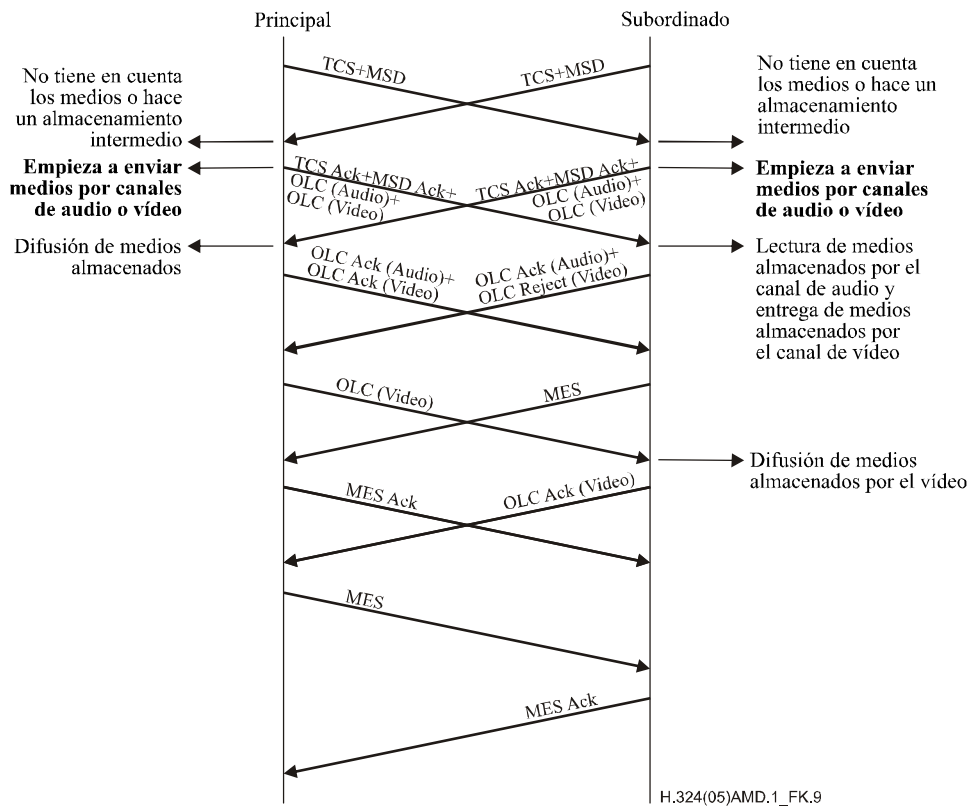 Principal
Subordinado
TCS+MSD
TCS+MSD
No tiene en cuenta
los medios o hace
un almacenamiento
intermedio
No tiene en cuenta
los medios o hace un
almacenamiento
intermedio
Empieza a enviar
medios por canales
de audio o vídeo
TCS Ack+MSD Ack+
OLC (Audio)+
OLC (Video)
TCS Ack+MSD Ack+
OLC (Audio)+
OLC (Video)
Empieza a enviar
medios por canales
de audio o vídeo
Difusión de medios
almacenados
OLC Ack (Audio)+
OLC Ack (Video)
OLC Ack (Audio)+
OLC Reject (Video)
Lectura de medios
almacenados por el
canal de audio y
entrega de medios
almacenados por
el canal de vídeo
OLC (Video)
MES
Difusión de medios
almacenados por el vídeo
MES Ack
OLC Ack (Video)
MES
MES Ack
H.324(05)AMD.1_FK.9